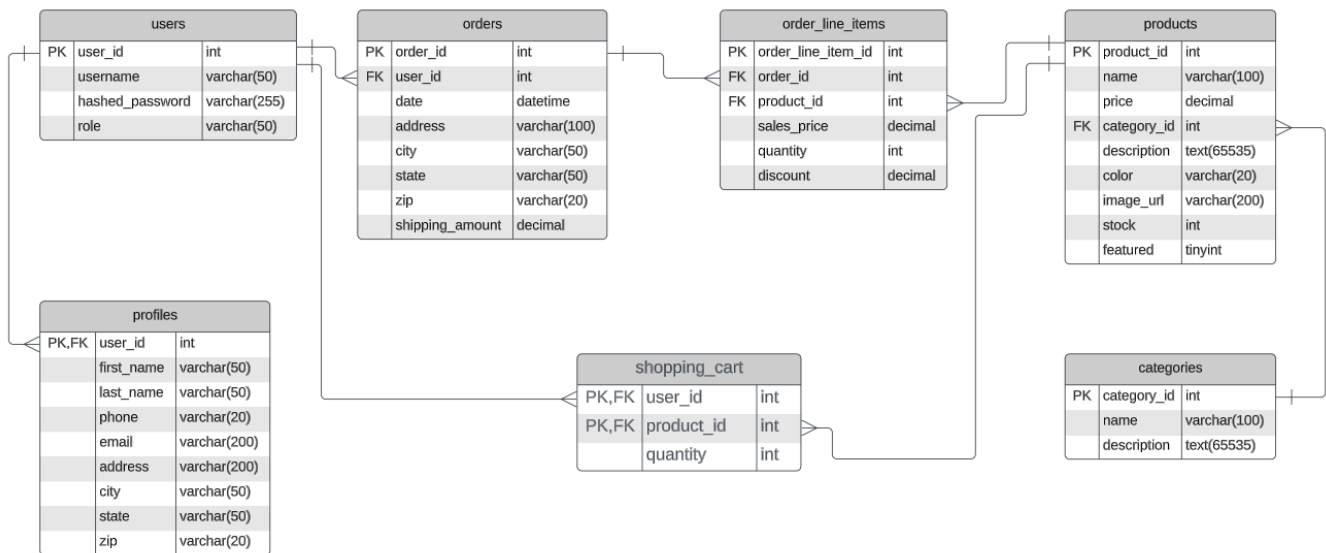 users
PK user_id int
username varchar(50)
hashed_password varchar(255)
role varchar(50)
orders
PK order_id int
FK user_id int
date datetime
address varchar(100)
city varchar(50)
state varchar(50)
zip varchar(20)
shipping_amount decimal
order_line_items
PK order_line_item_id int
FK order_id int
FK product_id int
sales_price decimal
quantity int
discount decimal
products
PK product_id int
name varchar(100)
price decimal
FK category_id int
description text(65535)
color varchar(20)
image_url varchar(200)
stock int
featured tinyint
profiles
PK,FK user_id int
first_name varchar(50)
last_name varchar(50)
phone varchar(20)
email varchar(200)
address varchar(200)
city varchar(50)
state varchar(50)
zip varchar(20)
shopping_cart
PK,FK user_id int
PK,FK product_id int
quantity int
categories
PK category_id int
name varchar(100)
description text(65535)